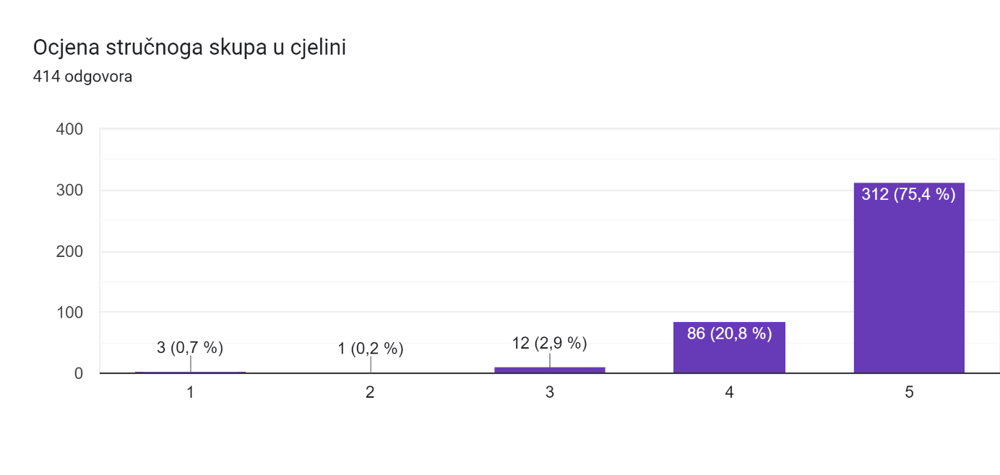 Ocjena stručnoga skupa u cjelini
414 odgovora
400
300
200
100
0
3 (0,7 %)
1 (0,2 %)
12 (2,9 %)
86 (20,8 %)
312 (75,4 %)
1
2
3
4
5